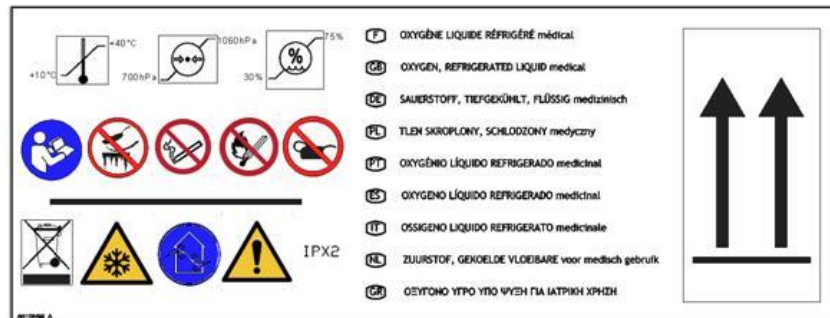 +40°C
+10°C
1060hPa
700hPa
75%
%
30%
IPX2
F OXYGÈNE LIQUIDE RÉFRIGÉRÉ médical
GB OXYGEN, REFRIGERATED LIQUID medical
DE SAUERSTOFF, TIEFGEKÜHLT, FLÜSSIG medizinisch
PL TLEN SKROPLONY, SCHLODZONY medyczny
PT OXYGÉNIO LÍQUIDO REFRIGERADO medicinal
ES OXYGENO LÍQUIDO REFRIGERADO medicinal
IT OSSIGENO LIQUIDO REFRIGERATO medicinale
NL ZUURSTOF, GEKOELDE VLOEIBARE voor medisch gebruik
GR ΟΞΥΓΟΝΟ ΥΓΡΟ ΥΠΟ ΨΥΞΗ ΓΙΑ ΙΑΤΡΙΚΗ ΧΡΗΣΗ